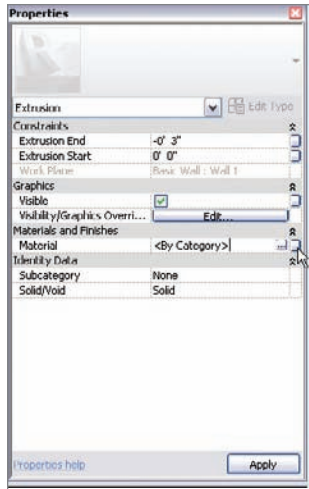 Properties
Extrusion Edit Type
Constraints
Extrusion End -0' 3"
Extrusion Start 0' 0"
Work Plane Basic Wall : Wall 1
Graphics
Visible
Visibility/Graphics Overri... Edit...
Materials and Finishes
Material <By Category>
Identity Data
Subcategory None
Solid/Void Solid
Properties help Apply